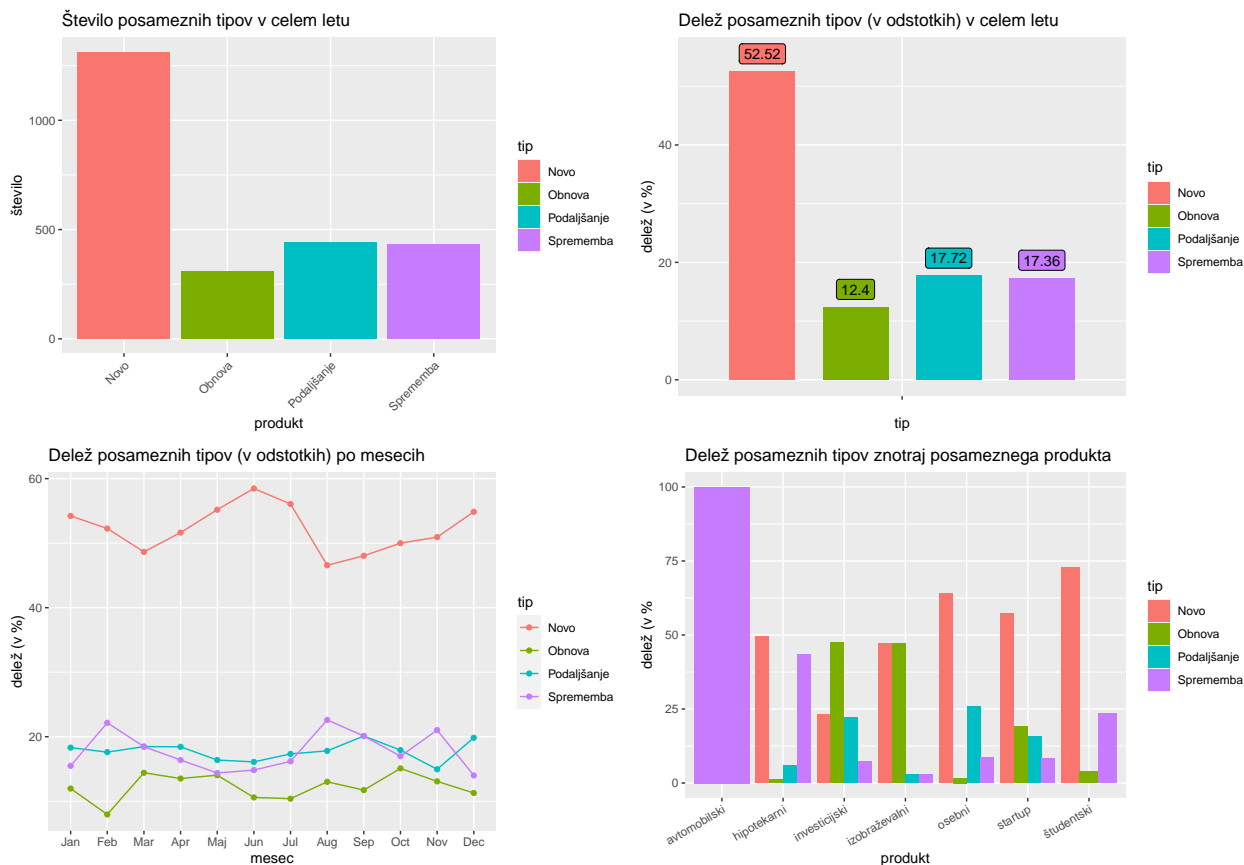 Število posameznih tipov v celem letu
število
1000
500
0
Novo
Obnova
Podaljšanje
Sprememba
produkt
tip
Novo
Obnova
Podaljšanje
Sprememba
Delež posameznih tipov (v odstotkih) v celem letu
delež (v %)
40
20
0
52.52
12.4
17.72
17.36
tip
tip
Novo
Obnova
Podaljšanje
Sprememba
Delež posameznih tipov (v odstotkih) po mesecih
delež (v %)
60
40
20
Jan Feb Mar Apr Maj Jun Jul Aug Sep Oct Nov Dec
mesec
tip
Novo
Obnova
Podaljšanje
Sprememba
Delež posameznih tipov znotraj posameznega produkta
delež (v %
100
75
50
25
0
avtomobilski
hipotekarni
investicijski
izobraževalni
osebni
startup
študentski
produkt
tip
Novo
Obnova
Podaljšanje
Sprememba